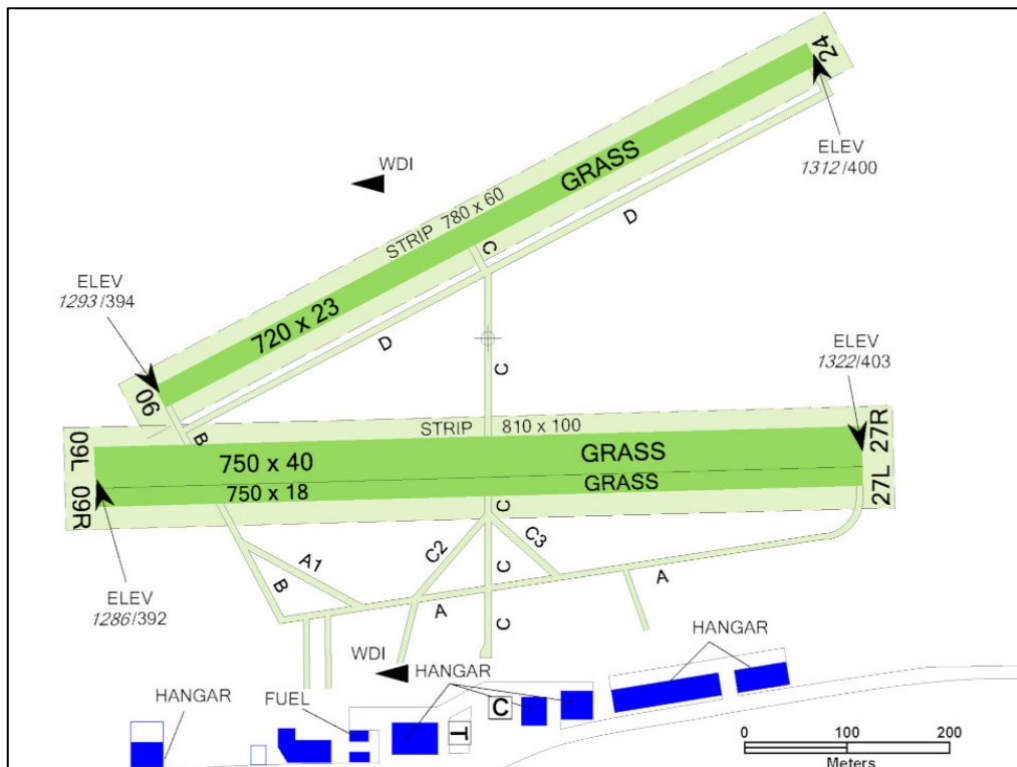 24
WDI
ELEV
1312/400
GRASS
STRIP 780 x 60
D
C
ELEV
1293/394
720 x 23
D
ELEV
1322/403
C
06
STRIP 810 x 100
09L
B
27R
750 x 40
GRASS
09R
750 x 18
GRASS
27L
C
A1
C2
C3
B
C
A
A
ELEV
1286/392
C
WDI
HANGAR
HANGAR
HANGAR
FUEL
C
T
0 100 200
Meters